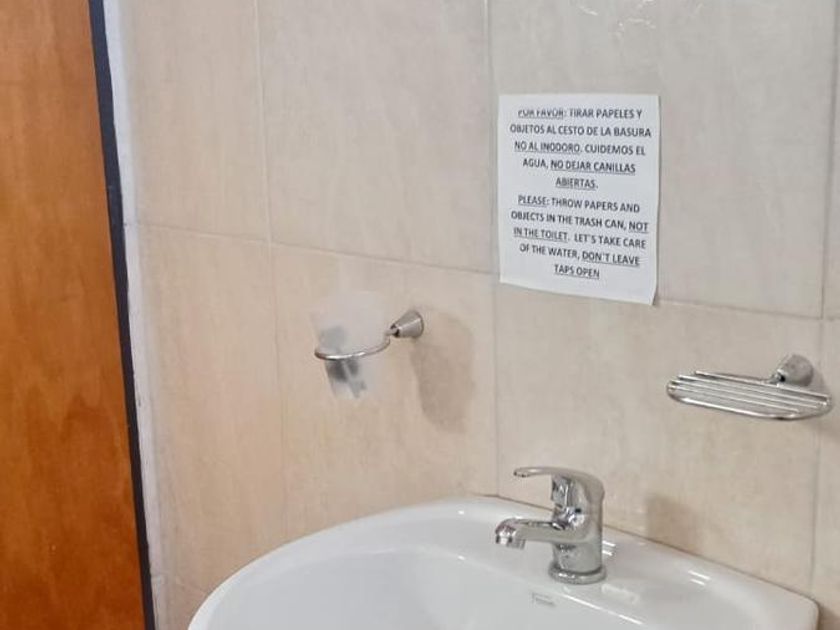 POR FAVOR: TIRAR PAPELES Y
OBJETOS AL CESTO DE LA BASURA
NO AL INODORO. CUIDEMOS EL
AGUA, NO DEJAR CANILLAS
ABIERTAS.
PLEASE: THROW PAPERS AND
OBJECTS IN THE TRASH CAN, NOT
IN THE TOILET. LET´S TAKE CARE
OF THE WATER, DON´T LEAVE
TAPS OPEN